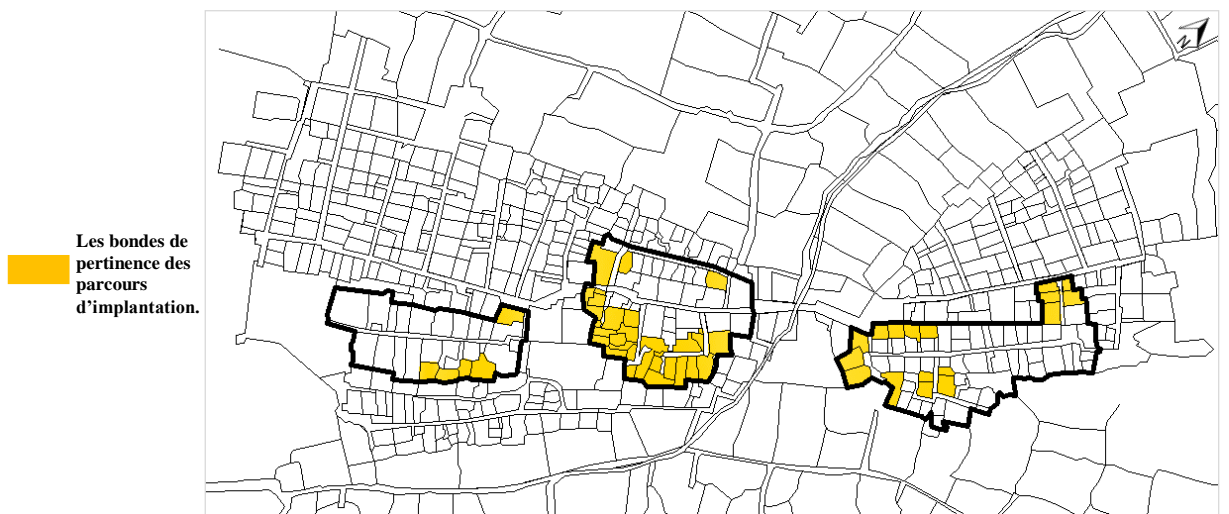 Les bondes de
pertinence des
parcours
d'implantation.
N